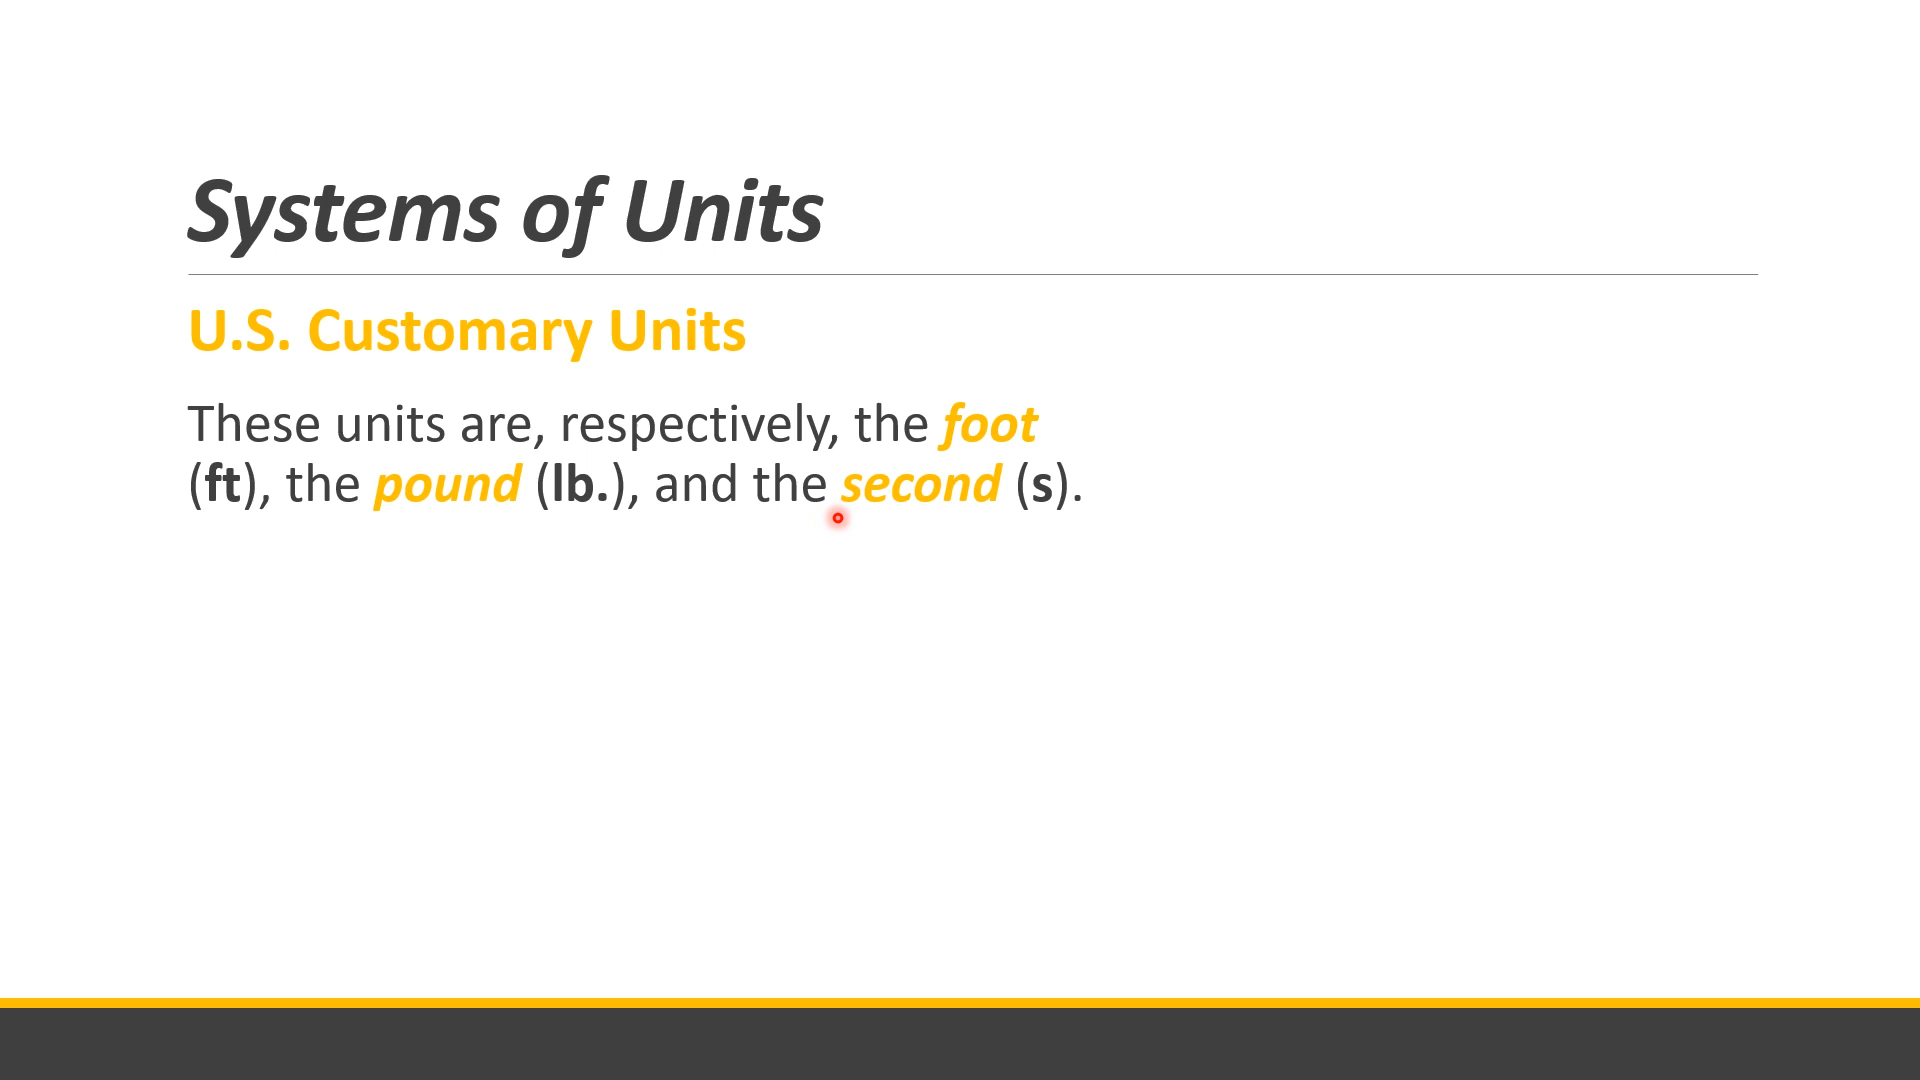 Systems of Units
U.S. Customary Units
These units are, respectively, the foot
(ft), the pound (lb.), and the second (s).